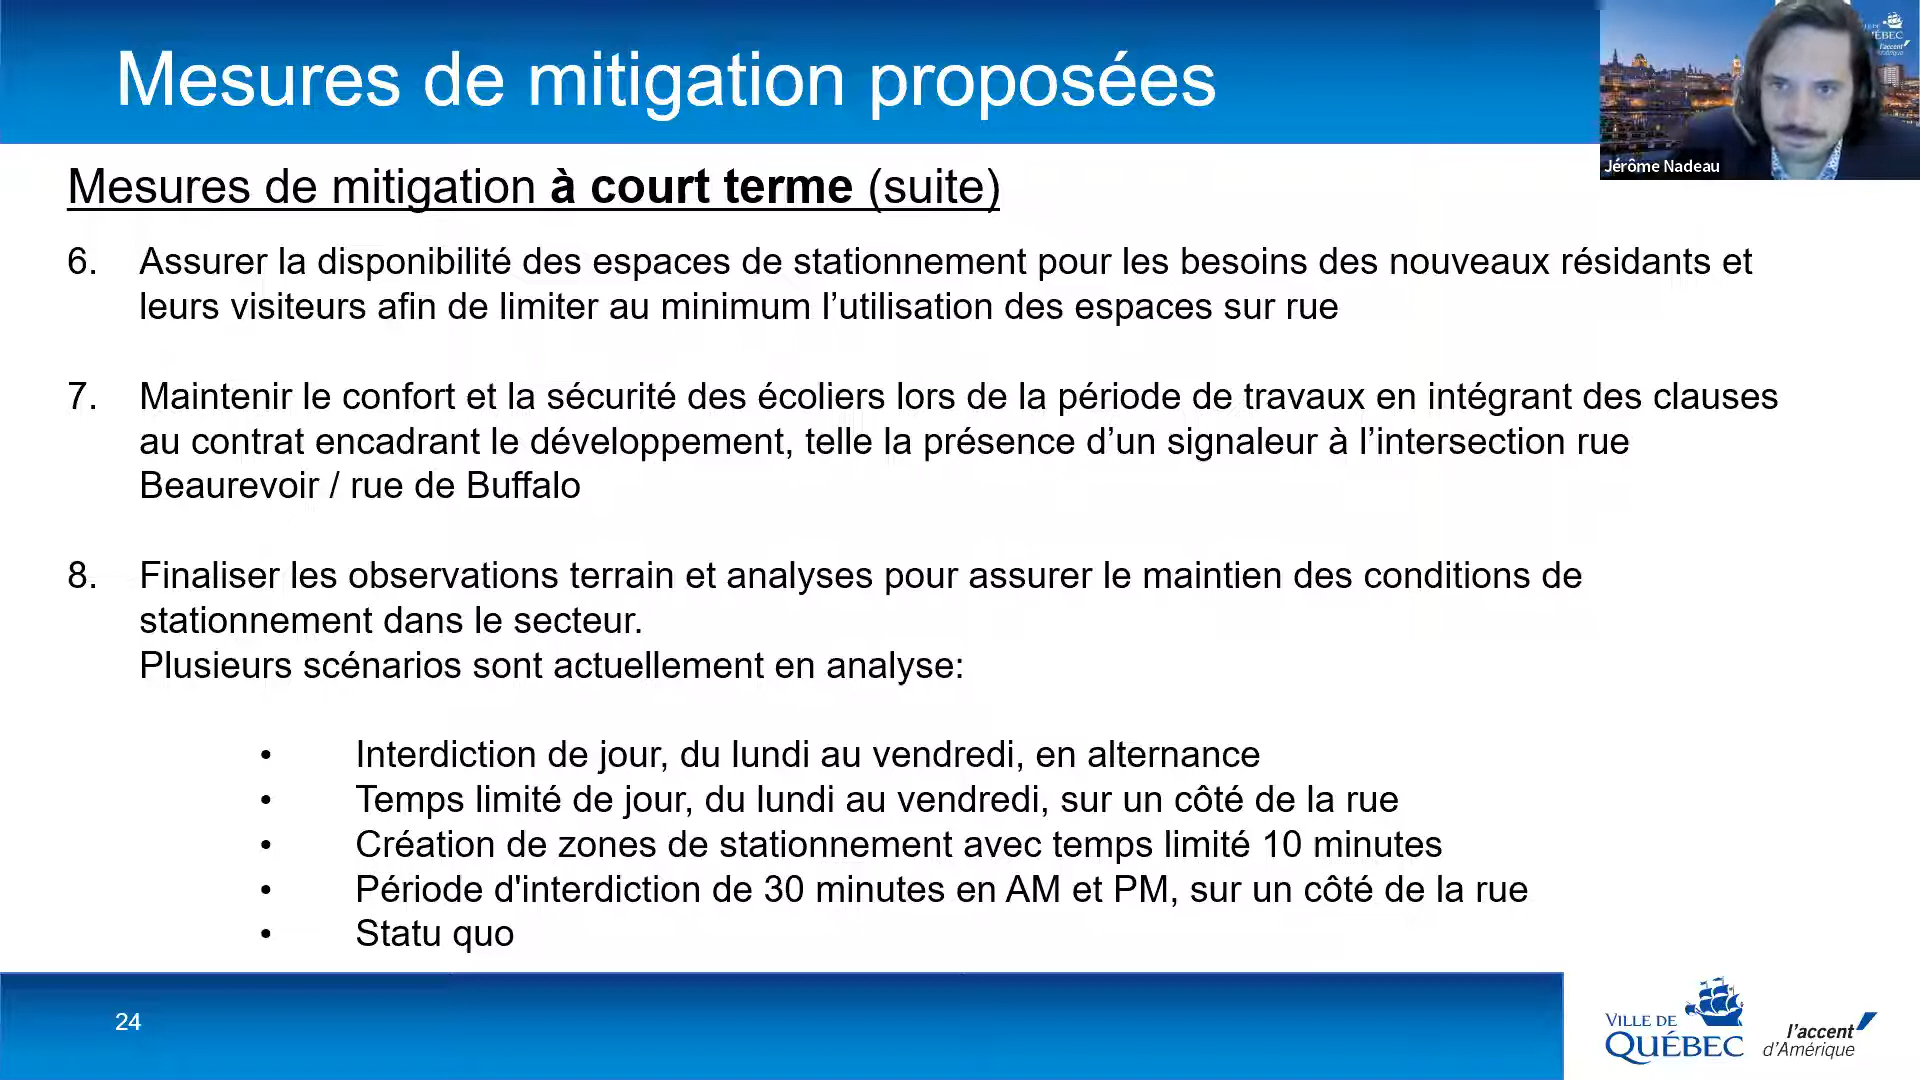 Mesures de mitigation proposées
Jérôme Nadeau
Mesures de mitigation à court terme (suite)
6. Assurer la disponibilité des espaces de stationnement pour les besoins des nouveaux résidants et
leurs visiteurs afin de limiter au minimum l’utilisation des espaces sur rue
7. Maintenir le confort et la sécurité des écoliers lors de la période de travaux en intégrant des clauses
au contrat encadrant le développement, telle la présence d’un signaleur à l’intersection rue
Beaurevoir / rue de Buffalo
8. Finaliser les observations terrain et analyses pour assurer le maintien des conditions de
stationnement dans le secteur.
Plusieurs scénarios sont actuellement en analyse:
• Interdiction de jour, du lundi au vendredi, en alternance
• Temps limité de jour, du lundi au vendredi, sur un côté de la rue
• Création de zones de stationnement avec temps limité 10 minutes
• Période d'interdiction de 30 minutes en AM et PM, sur un côté de la rue
• Statu quo
24
VILLE DE
QUÉBEC
l’accent
d’Amérique